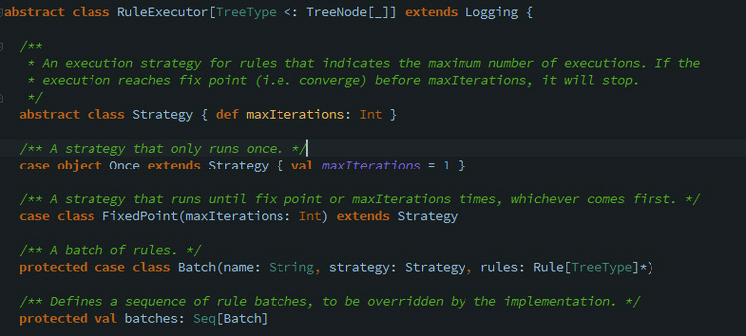 abstract class RuleExecutor[TreeType <: TreeNode[_]] extends Logging {
/**
* An execution strategy for rules that indicates the maximum number of executions. If the
* execution reaches fix point (i.e. converge) before maxIterations, it will stop.
*/
abstract class Strategy { def maxIterations: Int }
/** A strategy that only runs once. */
case object Once extends Strategy { val maxIterations = 1 }
/** A strategy that runs until fix point or maxIterations times, whichever comes first. */
case class FixedPoint(maxIterations: Int) extends Strategy
/** A batch of rules. */
protected case class Batch(name: String, strategy: Strategy, rules: Rule[TreeType]*)
/** Defines a sequence of rule batches, to be overridden by the implementation. */
protected val batches: Seq[Batch]